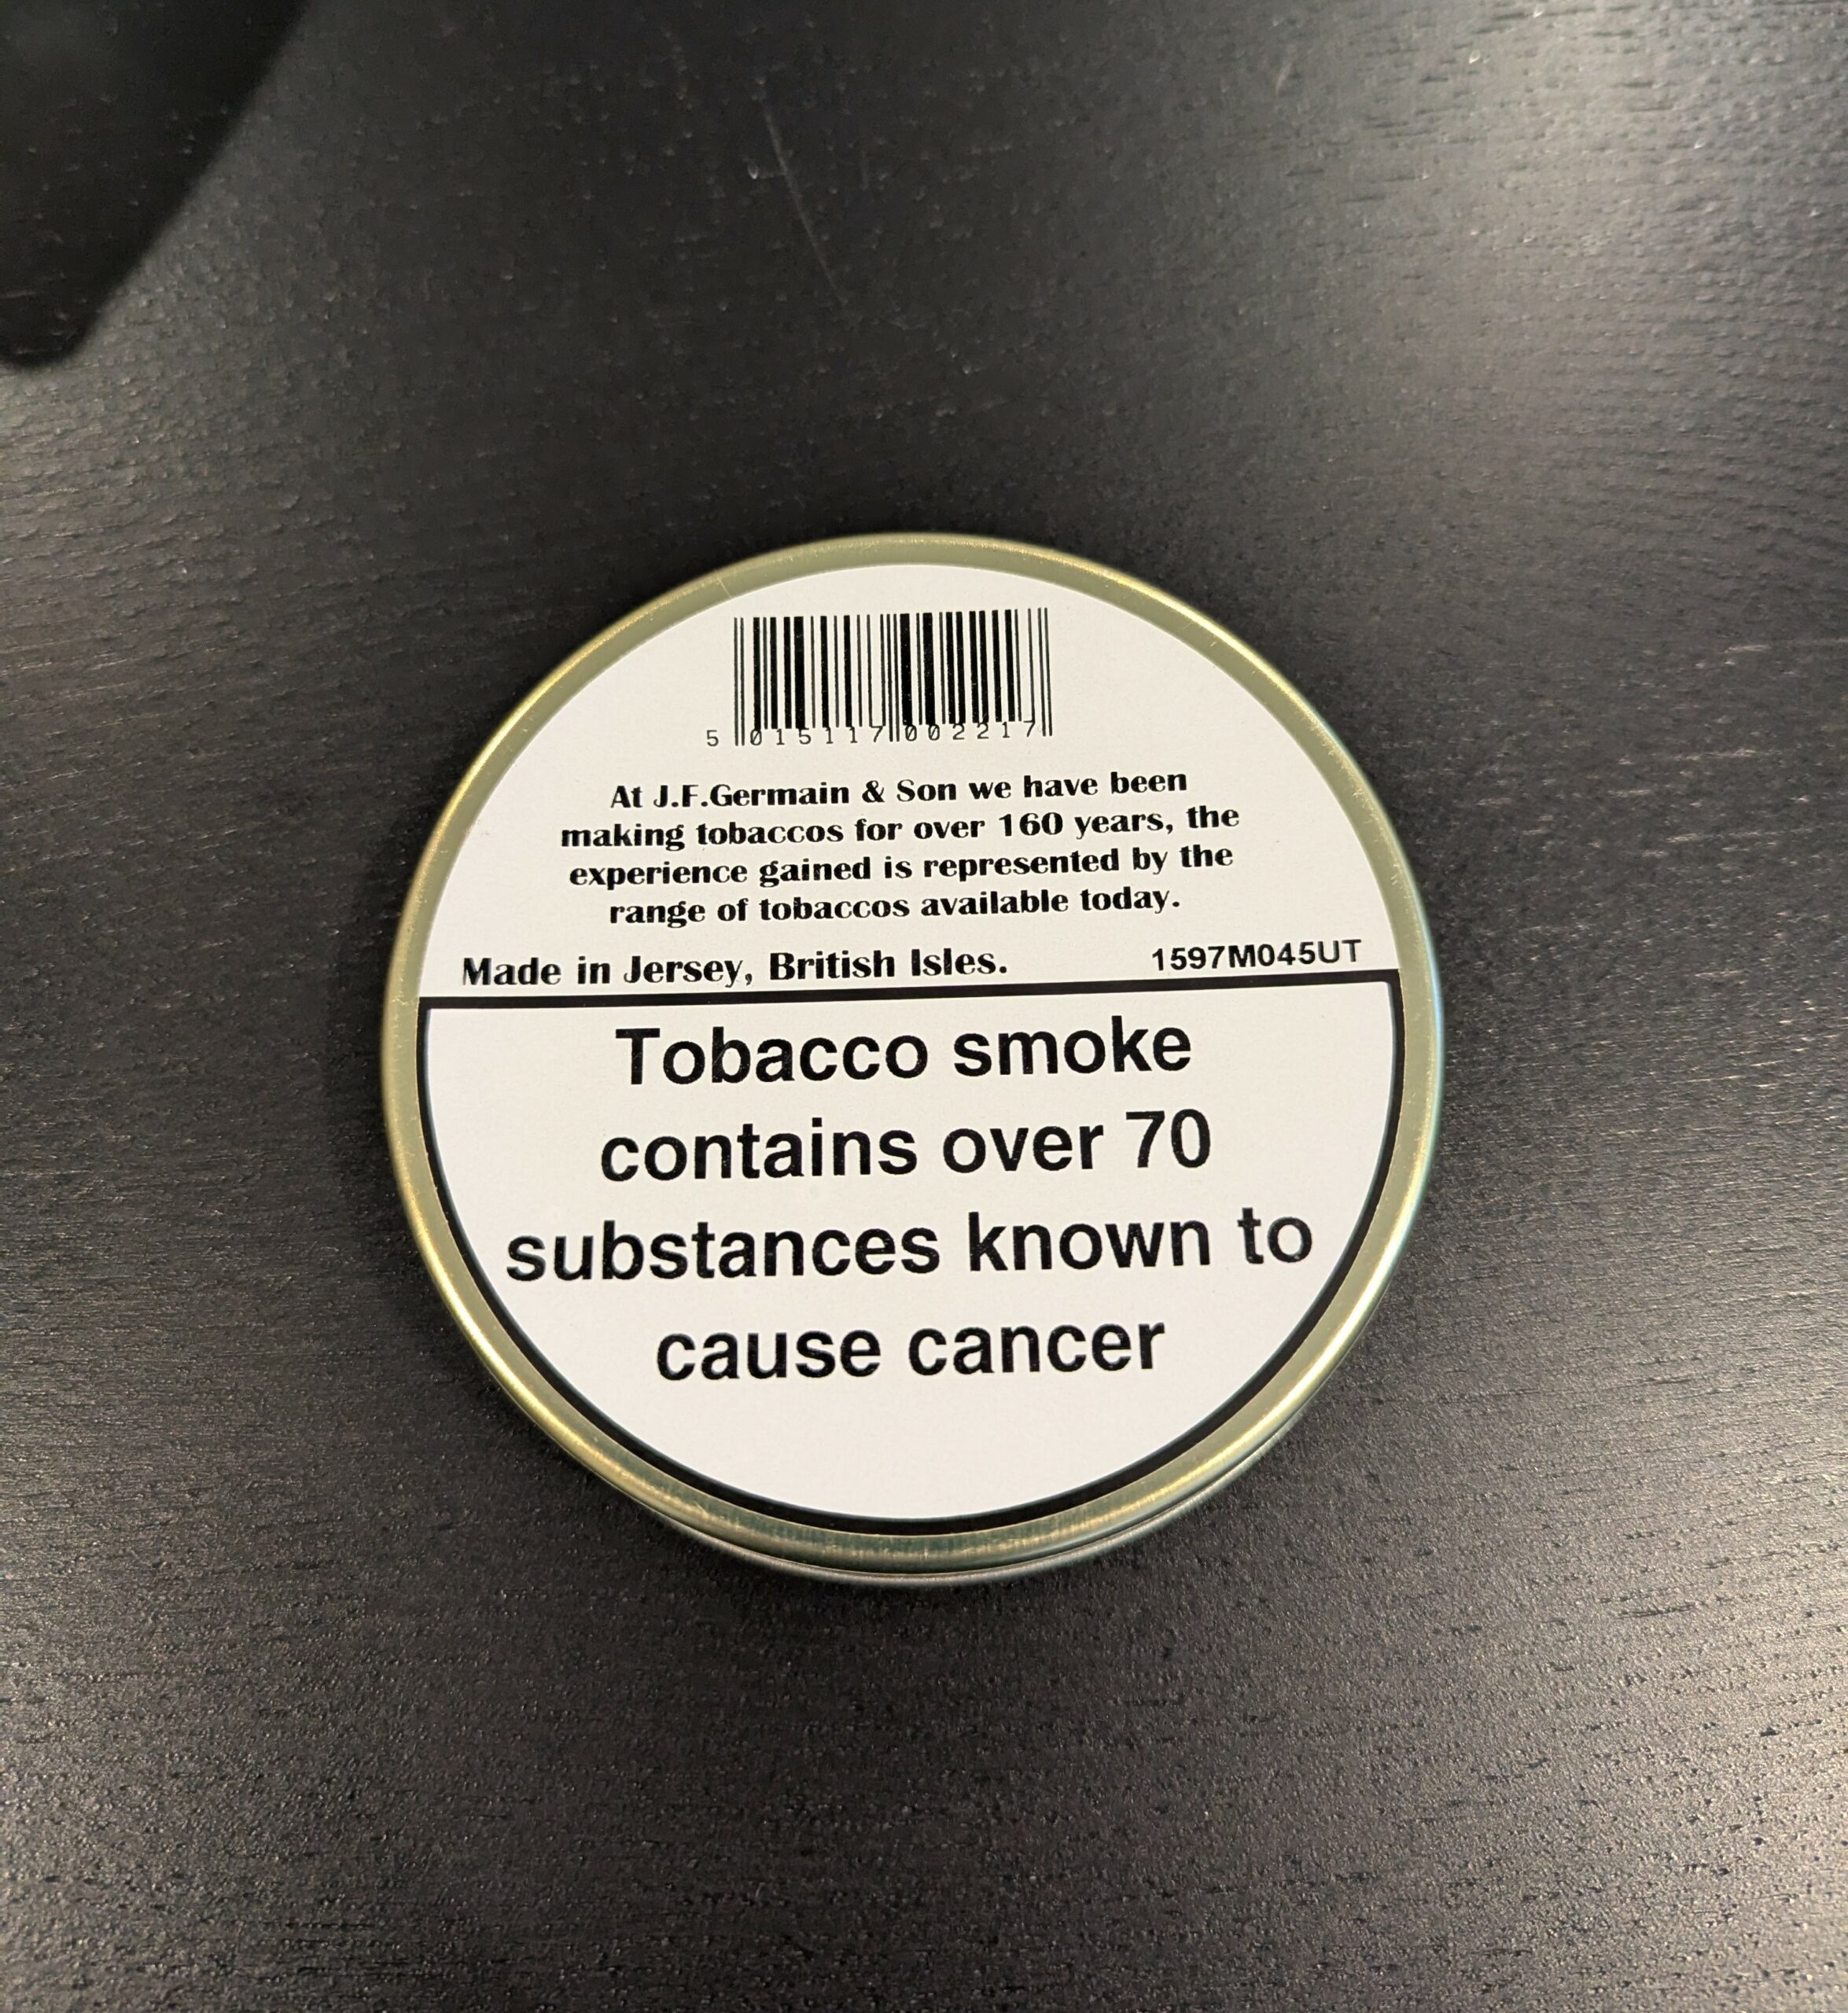 5 015117 002217
At J.F.Germain & Son we have been
making tobaccos for over 160 years, the
experience gained is represented by the
range of tobaccos available today.
Made in Jersey, British Isles. 1597M045UT
Tobacco smoke
contains over 70
substances known to
cause cancer